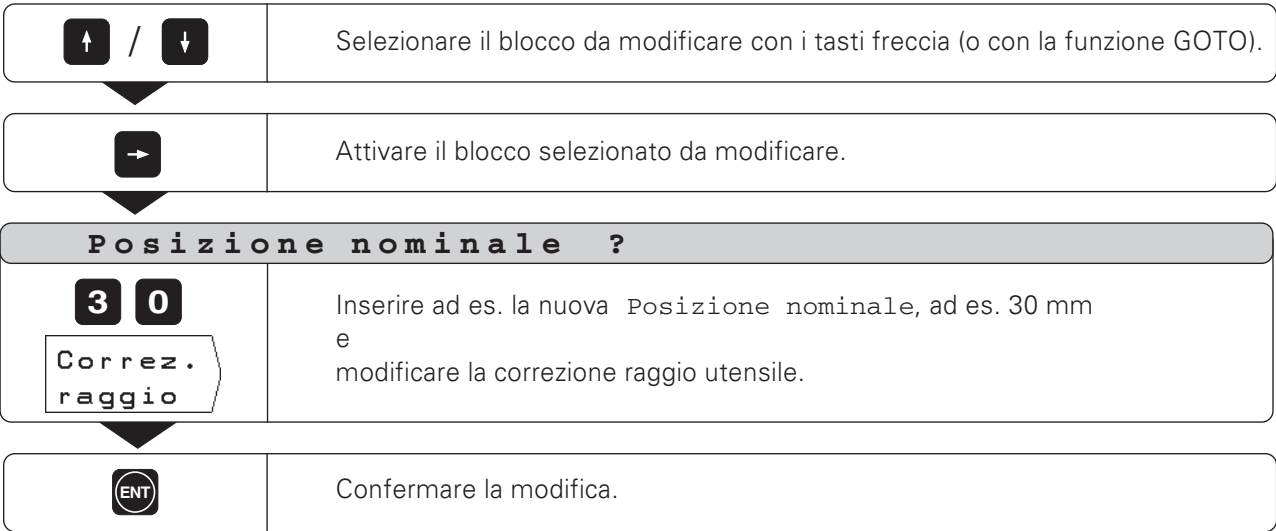 /
Selezionare il blocco da modificare con i tasti freccia (o con la funzione GOTO).
Attivare il blocco selezionato da modificare.
Posizione nominale ?
3 0
Correz.
raggio
Inserire ad es. la nuova Posizione nominale, ad es. 30 mm
e
modificare la correzione raggio utensile.
ENT
Confermare la modifica.